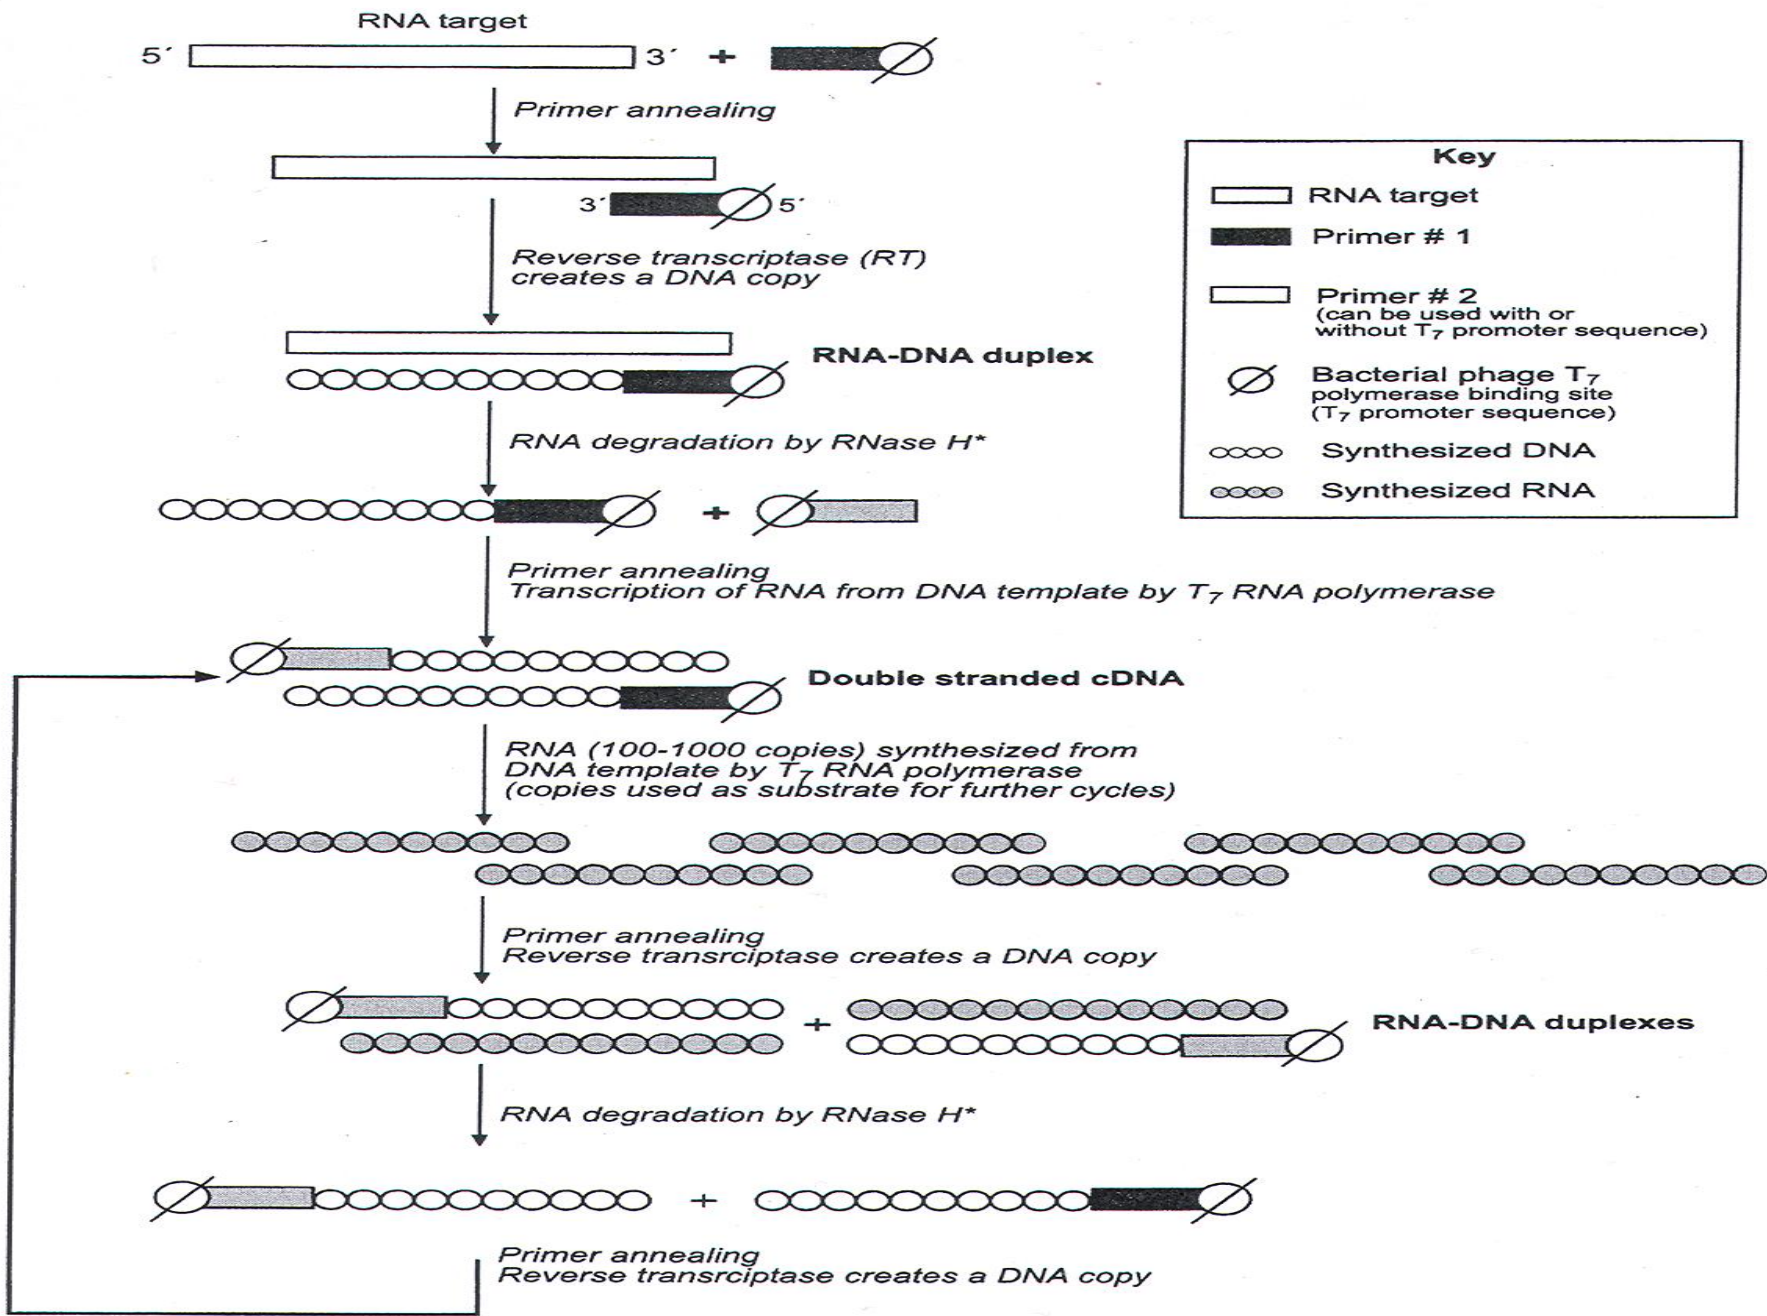 RNA target
5´ 3´ +
Primer annealing
3´ 5´
Reverse transcriptase (RT)
creates a DNA copy
RNA-DNA duplex
RNA degradation by RNase H*
+
Primer annealing
Transcription of RNA from DNA template by T7 RNA polymerase
Double stranded cDNA
RNA (100-1000 copies) synthesized from
DNA template by T7 RNA polymerase
(copies used as substrate for further cycles)
Primer annealing
Reverse transrciptase creates a DNA copy
+
RNA-DNA duplexes
RNA degradation by RNase H*
+
Primer annealing
Reverse transrciptase creates a DNA copy
Key
RNA target
Primer # 1
Primer # 2
(can be used with or
without T7 promoter sequence)
Bacterial phage T7
polymerase binding site
(T7 promoter sequence)
Synthesized DNA
Synthesized RNA